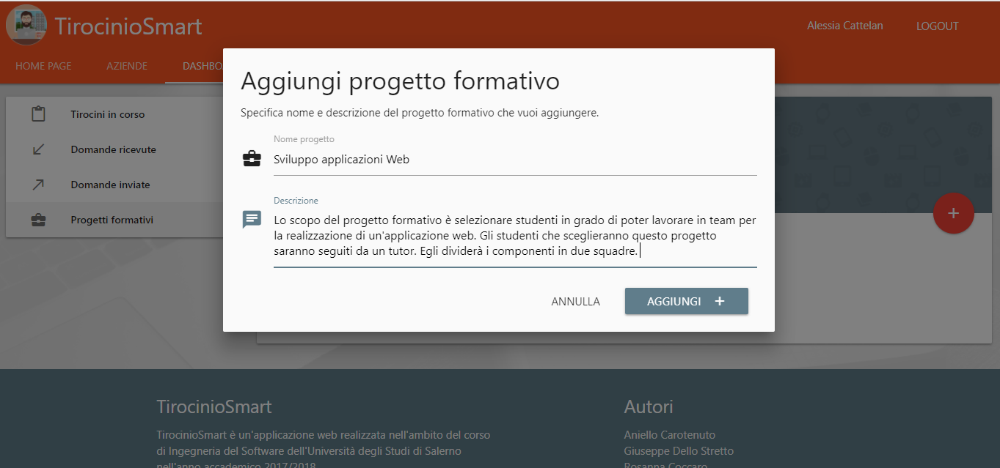 TirocinioSmart
Alessia Cattelan
LOGOUT
HOME PAGE
AZIENDE
DASHBO
Tirocini in corso
Domande ricevute
Domande inviate
Progetti formativi
Aggiungi progetto formativo
Specifica nome e descrizione del progetto formativo che vuoi aggiungere.
Nome progetto
Sviluppo applicazioni Web
Descrizione
Lo scopo del progetto formativo è selezionare studenti in grado di poter lavorare in team per
la realizzazione di un'applicazione web. Gli studenti che sceglieranno questo progetto
saranno seguiti da un tutor. Egli dividerà i componenti in due squadre.
ANNULLA
AGGIUNGI +
+
TirocinioSmart
TirocinioSmart è un'applicazione web realizzata nell'ambito del corso
di Ingegneria del Software dell'Università degli Studi di Salerno
nell'anno accademico 2017/2018
Autori
Aniello Carotenuto
Giuseppe Dello Stretto
Rosanna Coccaro